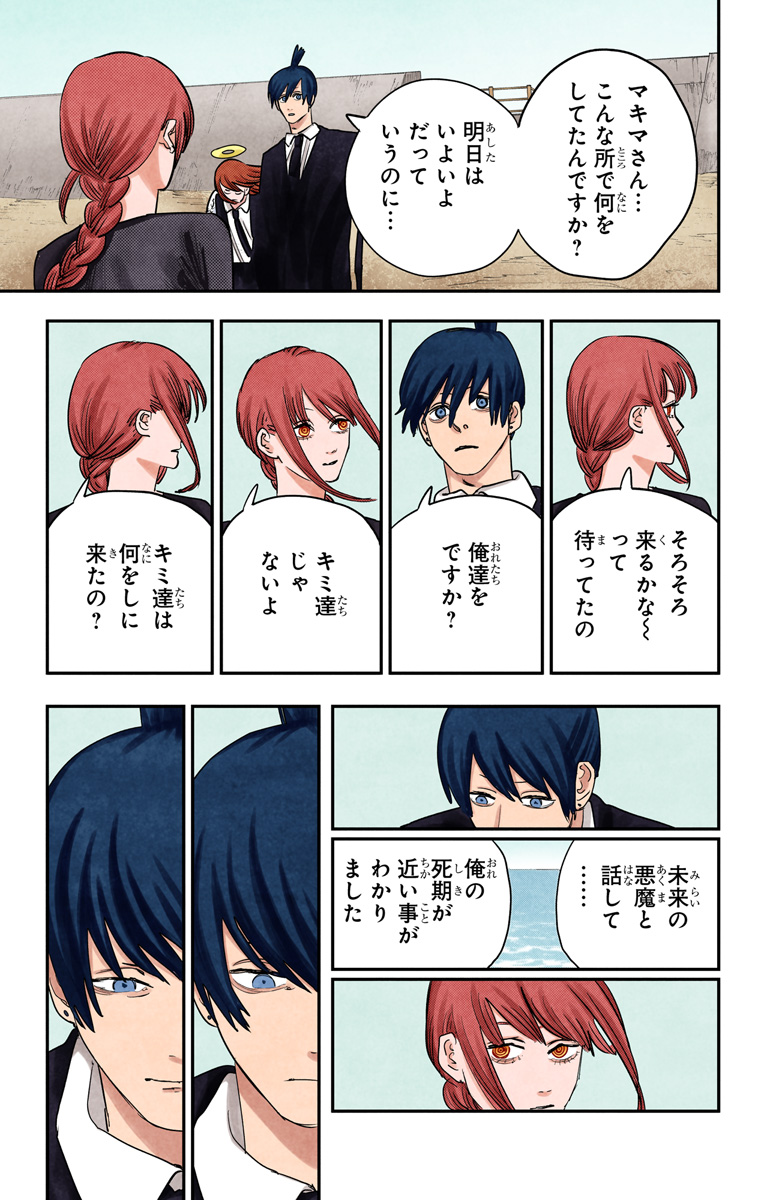 マキマさん…
こんな所で何を
してたんですか？
明日は
いよいよ
だって
いうのに…
そろそろ
来るかな〜
って
待ってたの
俺達を
ですか？
キミ達
じゃ
ないよ
キミ達は
何をしに
来たの？
未来の
悪魔と
話して
……
俺の
死期が
近い事が
わかり
ました